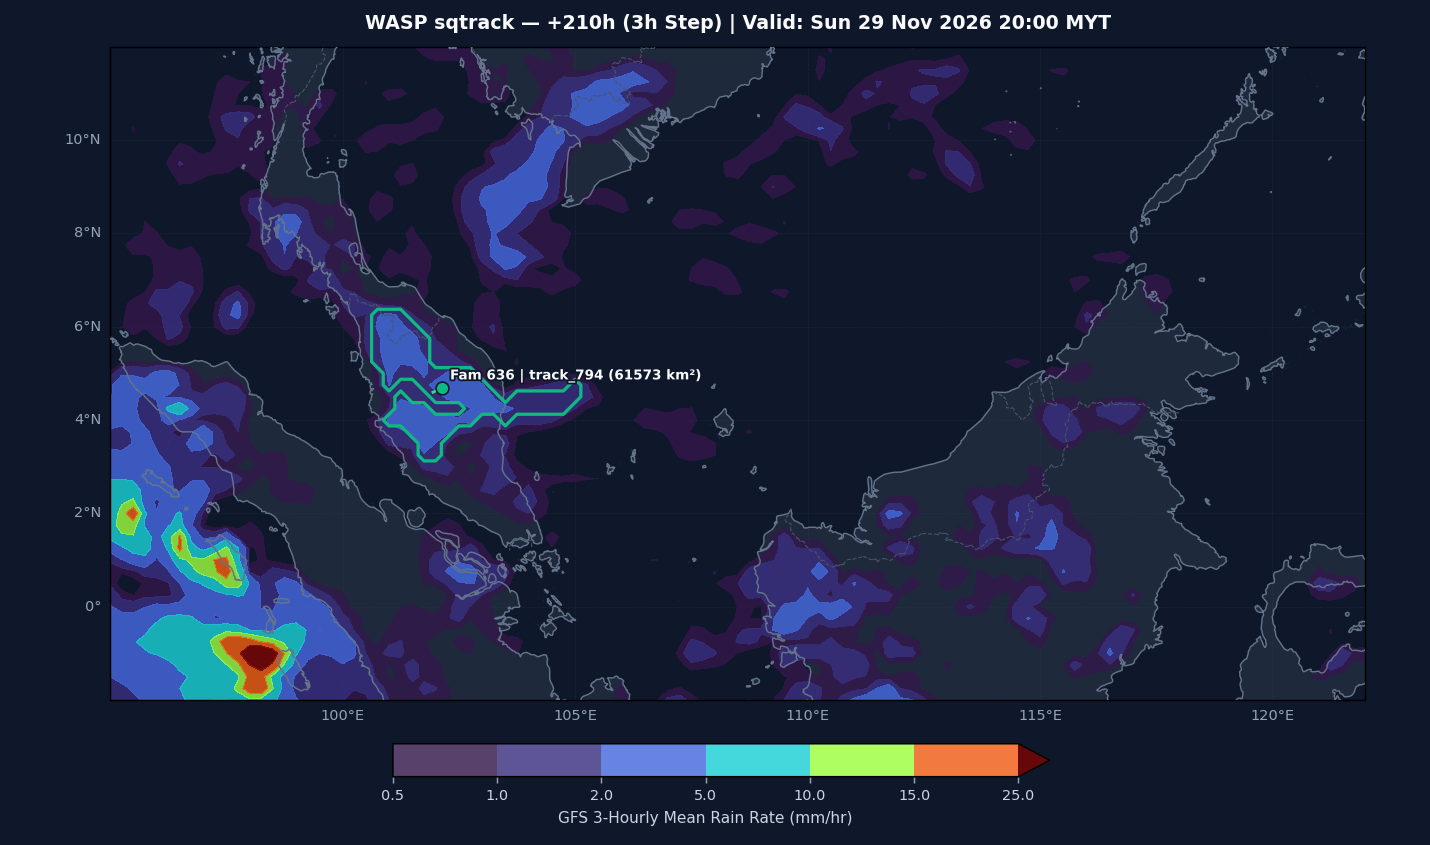 WASP sqtrack — +210h (3h Step) | Valid: Sun 29 Nov 2026 20:00 MYT
10°N
8°N
6°N
Fam 636 | track_794 (61573 km²)
4°N
2°N
0°
100°E 105°E 110°E 115°E 120°E
0.5 1.0 2.0 5.0 10.0 15.0 25.0
GFS 3-Hourly Mean Rain Rate (mm/hr)